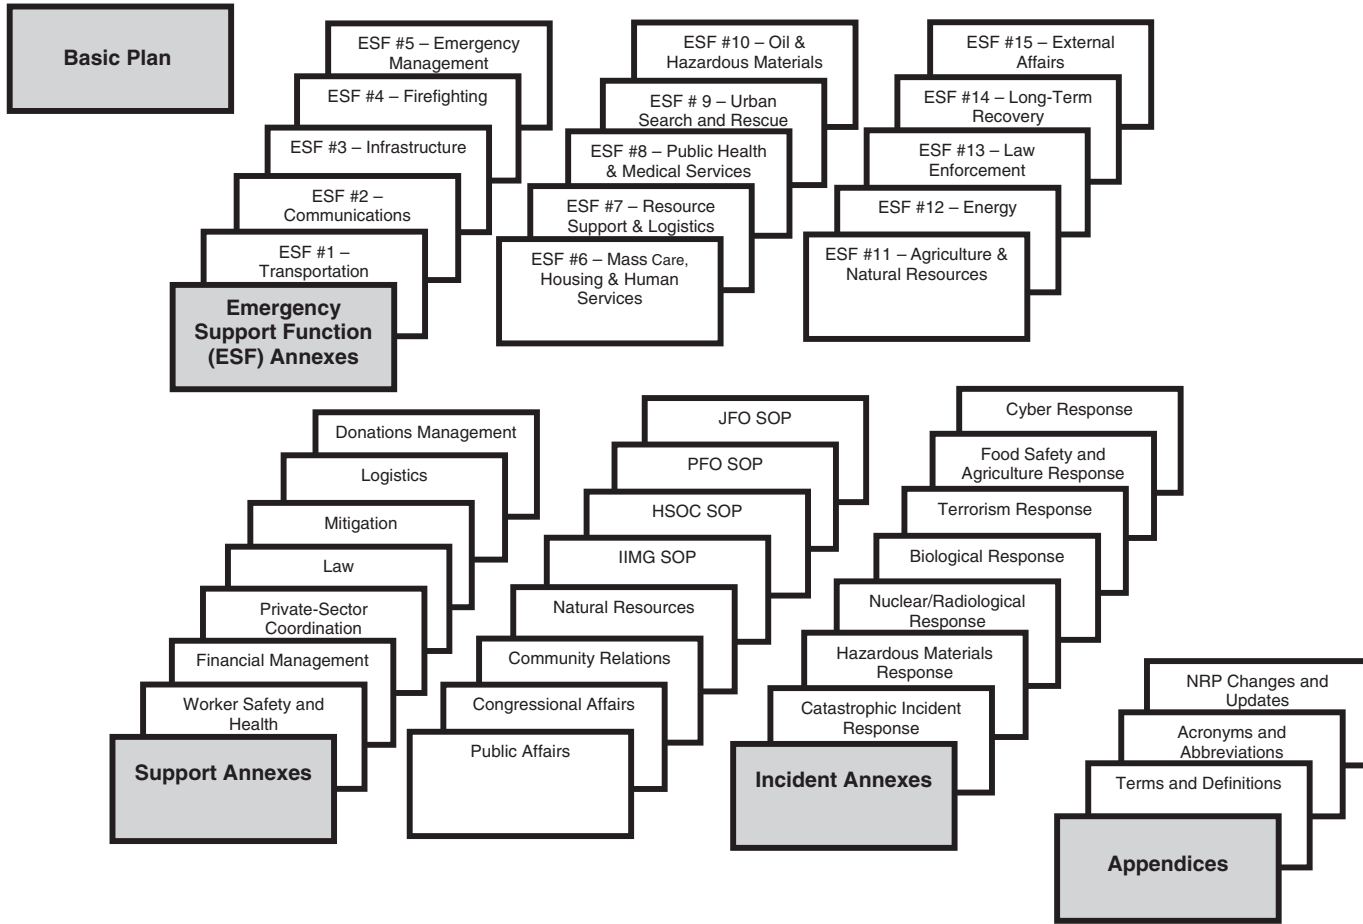 Basic Plan
ESF #5 – Emergency
Management
ESF #4 – Firefighting
ESF #3 – Infrastructure
ESF #2 –
Communications
ESF #1 –
Transportation
Emergency
Support Function
(ESF) Annexes
ESF #10 – Oil &
Hazardous Materials
ESF # 9 – Urban
Search and Rescue
ESF #8 – Public Health
& Medical Services
ESF #7 – Resource
Support & Logistics
ESF #6 – Mass Care,
Housing & Human
Services
ESF #15 – External
Affairs
ESF #14 – Long-Term
Recovery
ESF #13 – Law
Enforcement
ESF #12 – Energy
ESF #11 – Agriculture &
Natural Resources
Donations Management
Logistics
Mitigation
Law
Private-Sector
Coordination
Financial Management
Worker Safety and
Health
Support Annexes
JFO SOP
PFO SOP
HSOC SOP
IIMG SOP
Natural Resources
Community Relations
Congressional Affairs
Public Affairs
Cyber Response
Food Safety and
Agriculture Response
Terrorism Response
Biological Response
Nuclear/Radiological
Response
Hazardous Materials
Response
Catastrophic Incident
Response
Incident Annexes
NRP Changes and
Updates
Acronyms and
Abbreviations
Terms and Definitions
Appendices